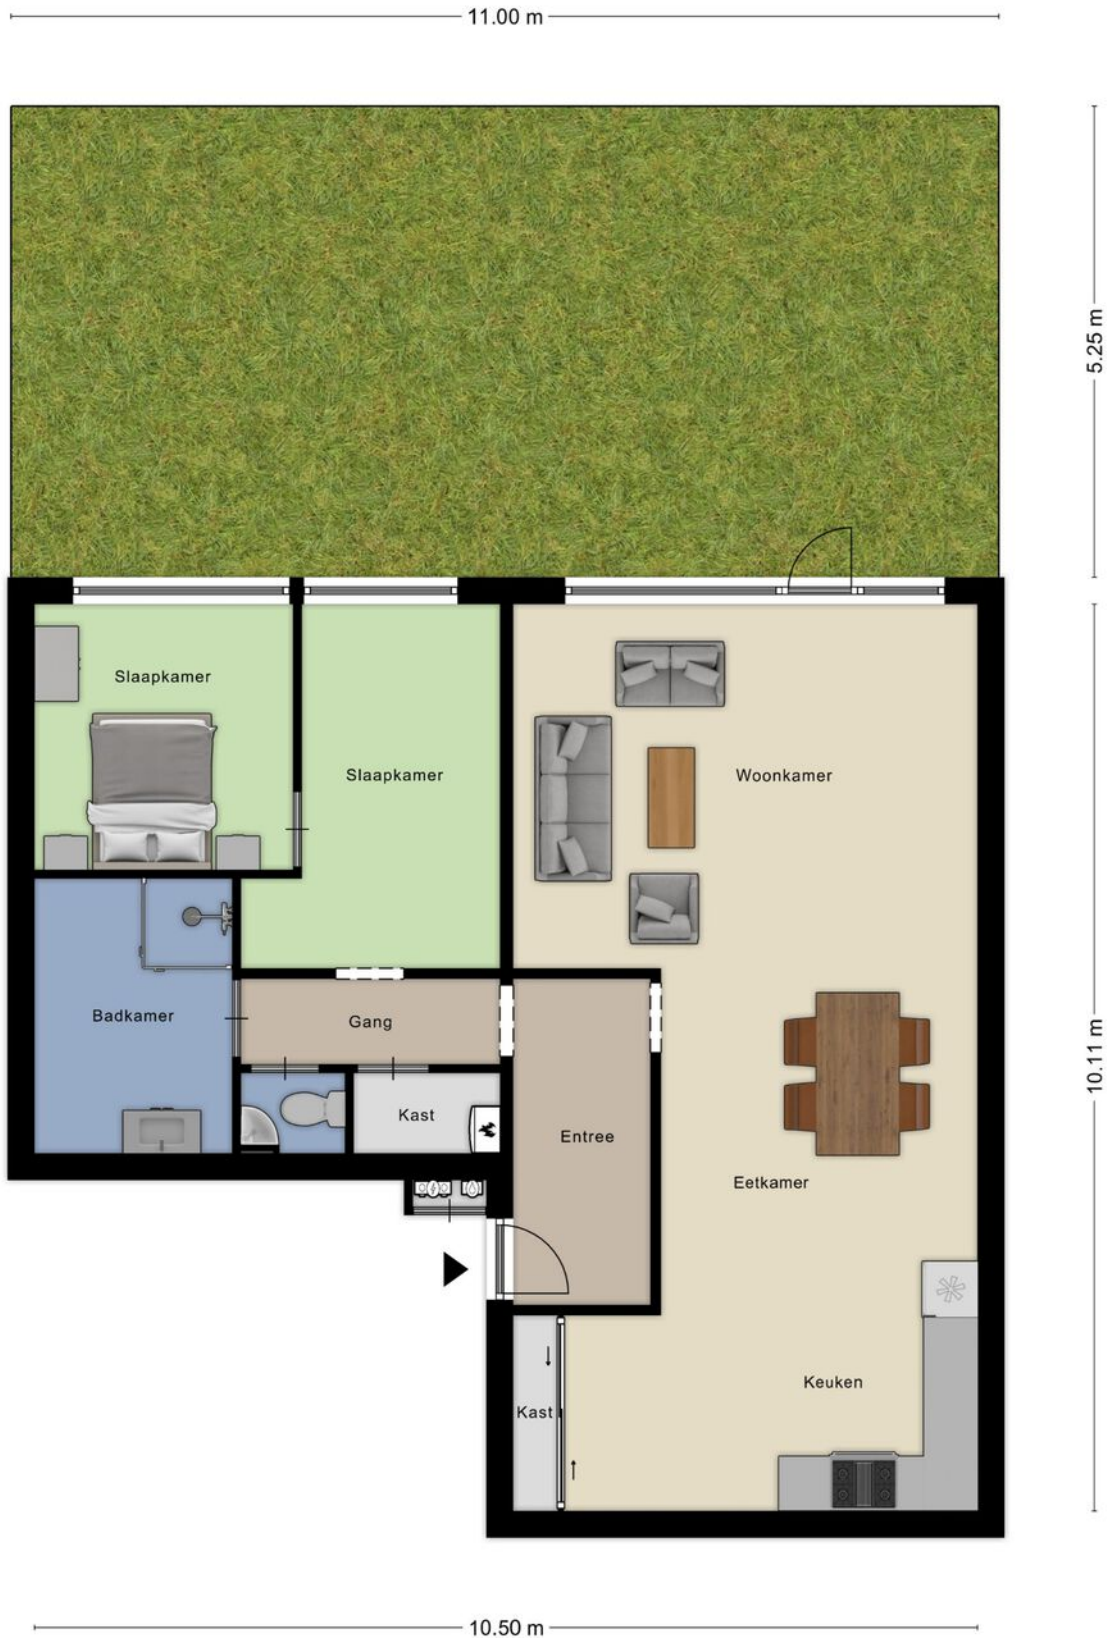 11.00 m
5.25 m
Slaapkamer
Slaapkamer
Woonkamer
Badkamer
Gang
10.11 m
Kast
Entree
Eetkamer
Keuken
Kast
10.50 m